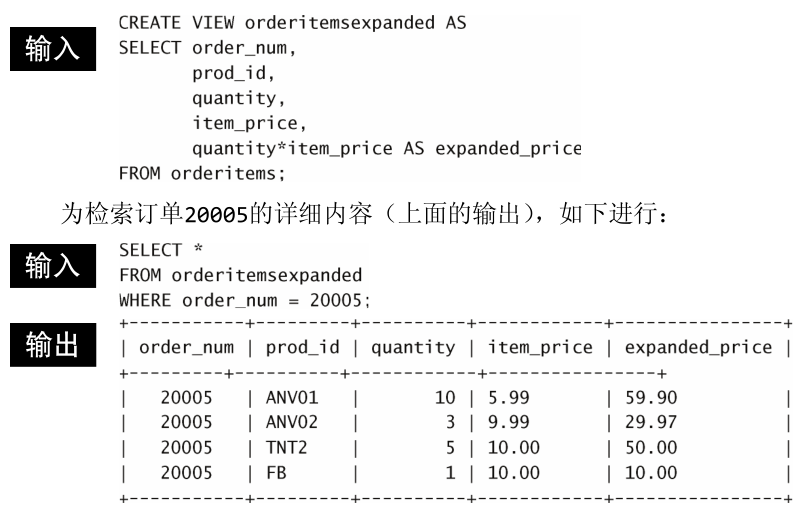 输入
CREATE VIEW orderitemsexpanded AS
SELECT order_num,
       prod_id,
       quantity,
       item_price,
       quantity*item_price AS expanded_price
FROM orderitems;
为检索订单20005的详细内容（上面的输出），如下进行：
输入
SELECT *
FROM orderitemsexpanded
WHERE order_num = 20005;
输出
+-----------+---------+----------+------------+----------------+
| order_num | prod_id | quantity | item_price | expanded_price |
+---------+----------+------------+----------------+
|   20005   | ANV01   |       10 | 5.99       | 59.90          |
|   20005   | ANV02   |        3 | 9.99       | 29.97          |
|   20005   | TNT2    |        5 | 10.00      | 50.00          |
|   20005   | FB      |        1 | 10.00      | 10.00          |
+-----------+---------+----------+------------+----------------+